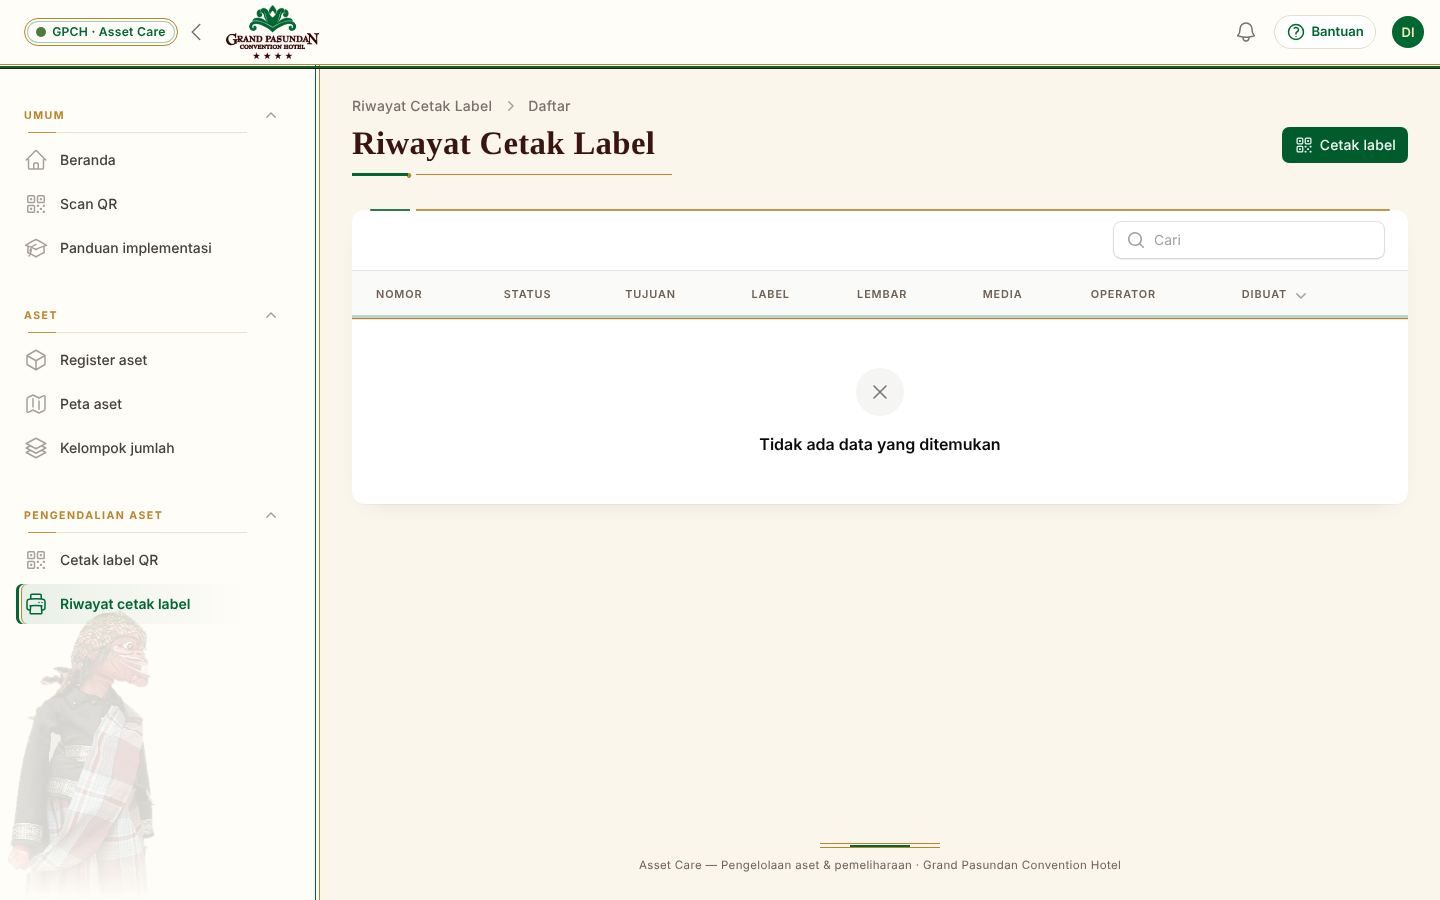 GPCH · Asset Care
GRAND PASUNDAN
CONVENTION HOTEL
Bantuan
DI
UMUM
Beranda
Scan QR
Panduan implementasi
ASET
Register aset
Peta aset
Kelompok jumlah
PENGENDALIAN ASET
Cetak label QR
Riwayat cetak label
Riwayat Cetak Label > Daftar
Riwayat Cetak Label
Cetak label
Cari
NOMOR STATUS TUJUAN LABEL LEMBAR MEDIA OPERATOR DIBUAT
Tidak ada data yang ditemukan
Asset Care — Pengelolaan aset & pemeliharaan · Grand Pasundan Convention Hotel